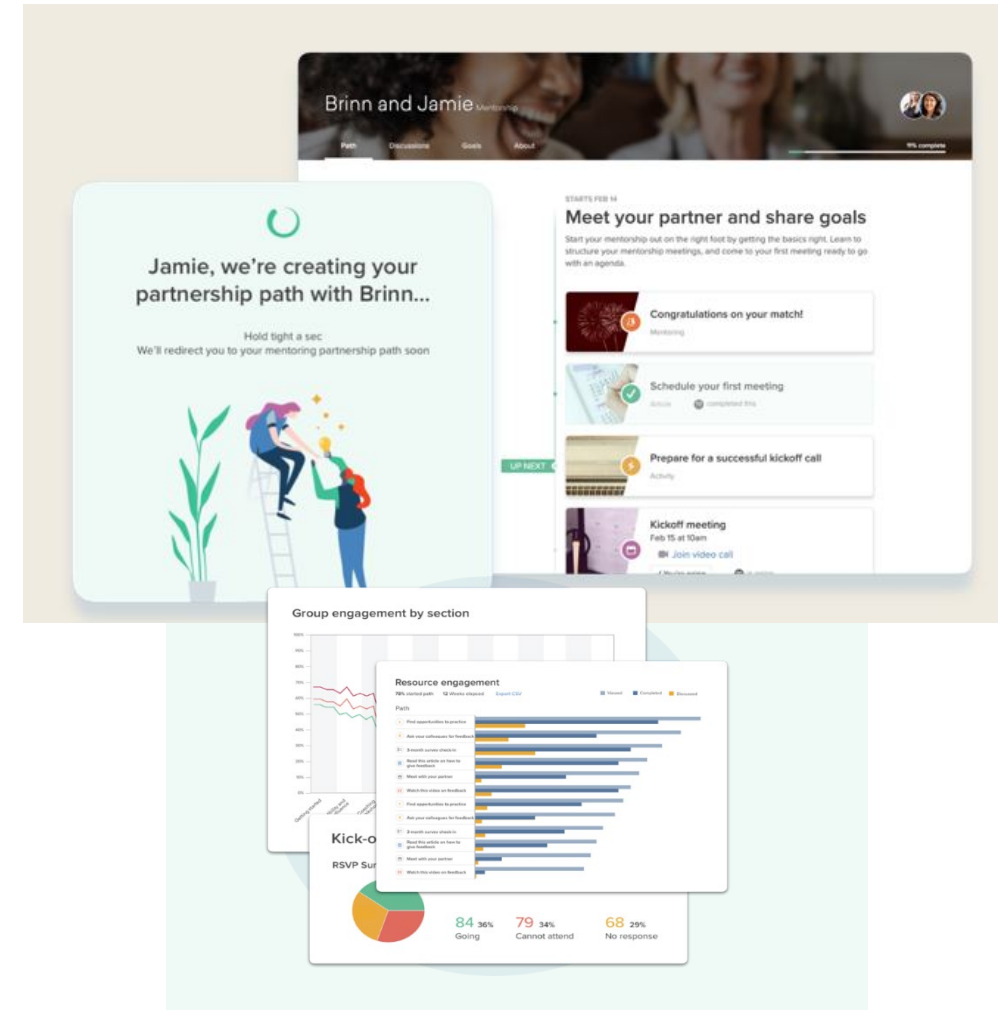 Brinn and Jamie Mentorship
Path Discussions Goals About
11% complete
Jamie, we're creating your
partnership path with Brinn...
Hold tight a sec
We'll redirect you to your mentoring partnership path soon
STARTS FEB 14
Meet your partner and share goals
Start your mentorship out on the right foot by getting the basics right. Learn to
structure your mentorship meetings, and come to your first meeting ready to go
with an agenda.
Congratulations on your match!
Mentoring
Schedule your first meeting
Article completed this
UP NEXT
Prepare for a successful kickoff call
Activity
Kickoff meeting
Feb 15 at 10am
Join video call
Group engagement by section
100%
90%
80%
70%
60%
50%
40%
30%
20%
10%
0%
Getting started
Resource engagement
78% started path 12 Weeks elapsed Export CSV
Viewed Completed Discussed
Path
Find opportunities to practice
Ask your colleagues for feedback
3-month survey check-in
Read this article on how to
give feedback
Meet with your partner
Watch this video on feedback
Find opportunities to practice
Ask your colleagues for feedback
3-month survey check-in
Read this article on how to
give feedback
Meet with your partner
Watch this video on feedback
Kick-o
RSVP Sur
84 36%
Going
79 34%
Cannot attend
68 29%
No response